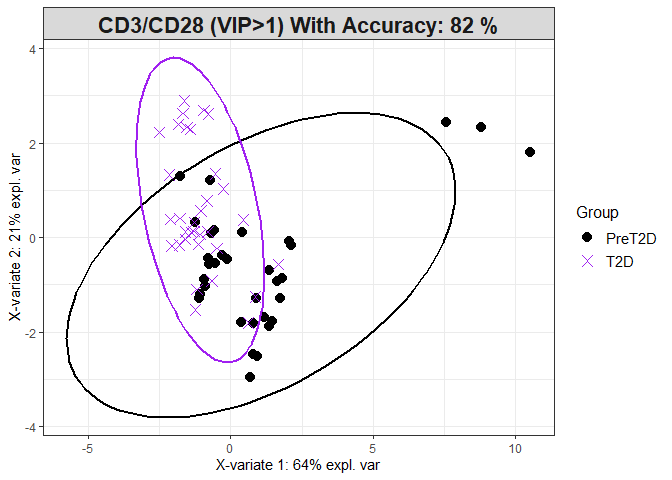 CD3/CD28 (VIP>1) With Accuracy: 82 %
4
2
0
-2
-4
X-variate 2: 21% expl. var
-5
0
5
10
X-variate 1: 64% expl. var
Group
PreT2D
T2D